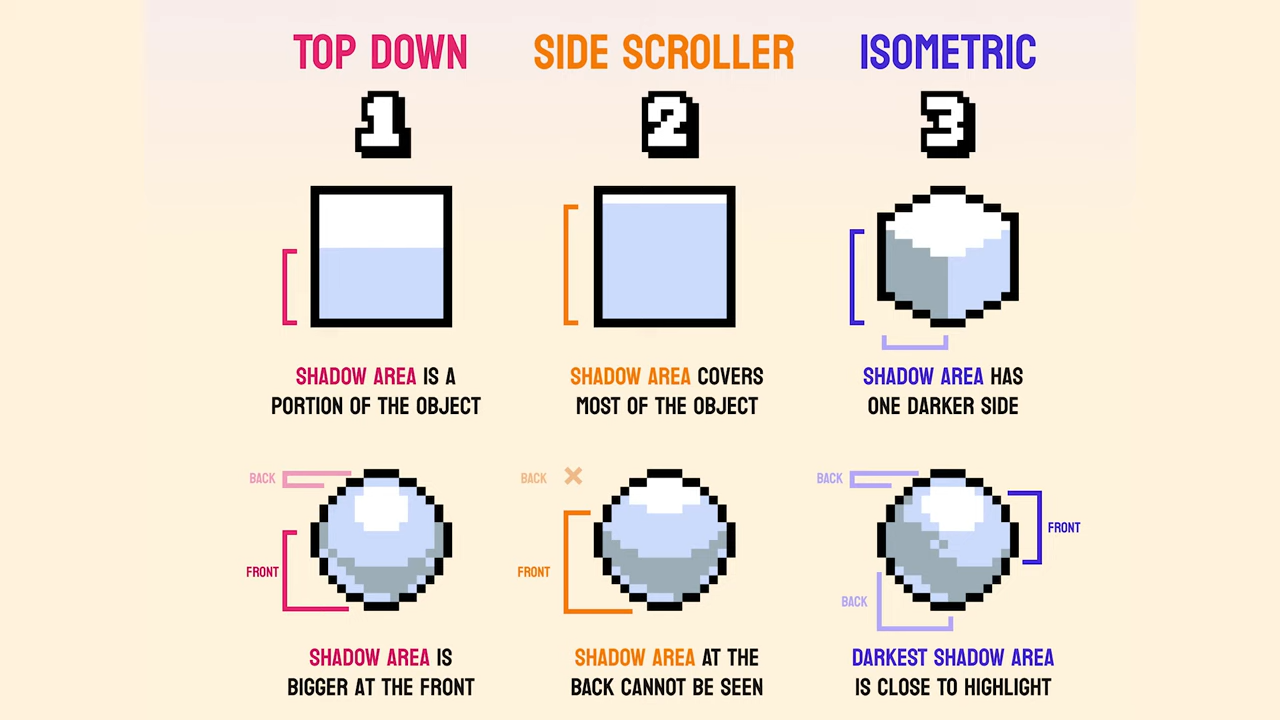 TOP DOWN
SIDE SCROLLER
ISOMETRIC
1
2
3
SHADOW AREA IS A
PORTION OF THE OBJECT
SHADOW AREA COVERS
MOST OF THE OBJECT
SHADOW AREA HAS
ONE DARKER SIDE
BACK
FRONT
BACK
FRONT
BACK
FRONT
BACK
SHADOW AREA IS
BIGGER AT THE FRONT
SHADOW AREA AT THE
BACK CANNOT BE SEEN
DARKEST SHADOW AREA
IS CLOSE TO HIGHLIGHT